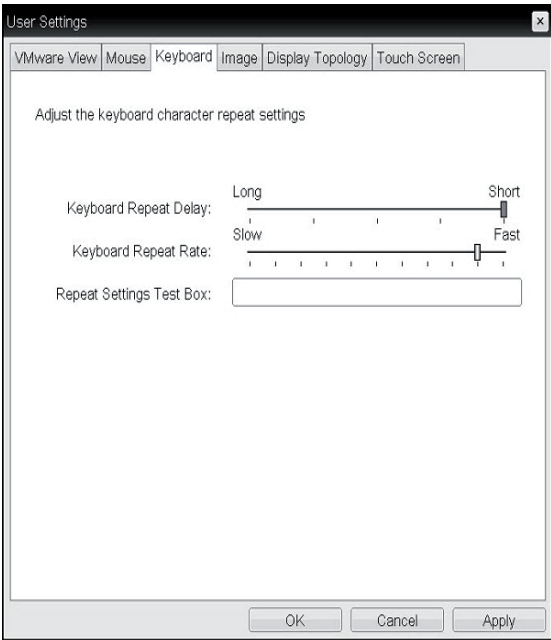 User Settings
VMware View Mouse Keyboard Image Display Topology Touch Screen
Adjust the keyboard character repeat settings
Long Short
Keyboard Repeat Delay:
Slow Fast
Keyboard Repeat Rate:
Repeat Settings Test Box:
OK Cancel Apply